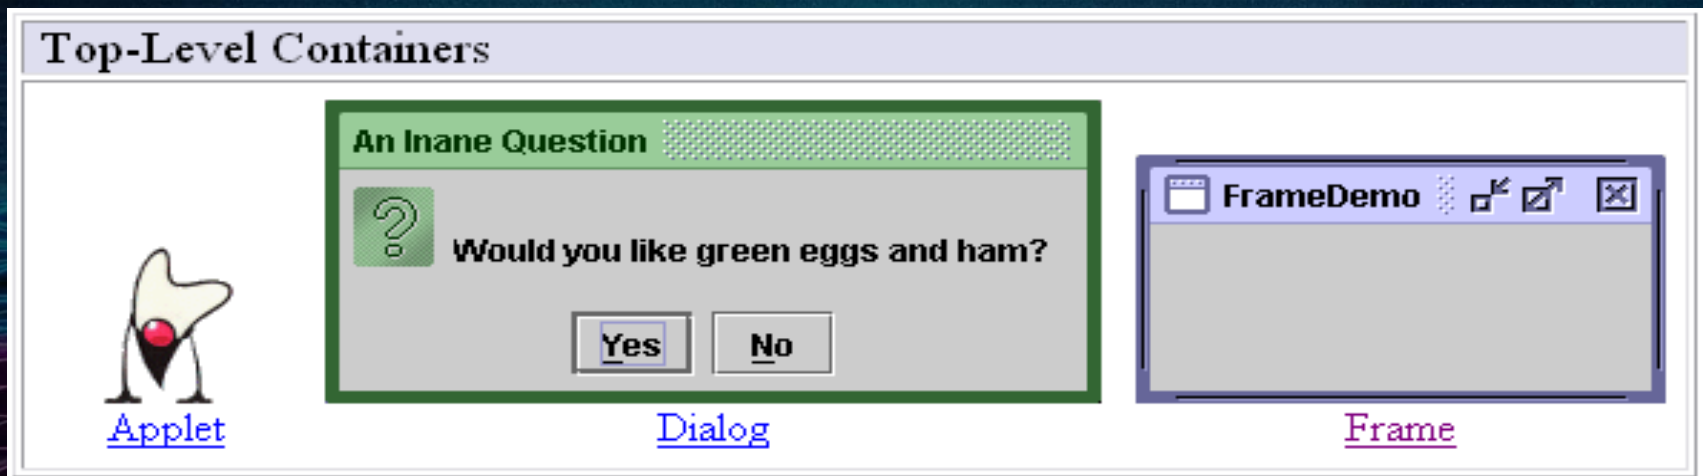 Top-Level Containers
An Inane Question
Would you like green eggs and ham?
Yes No
FrameDemo
Applet Dialog Frame